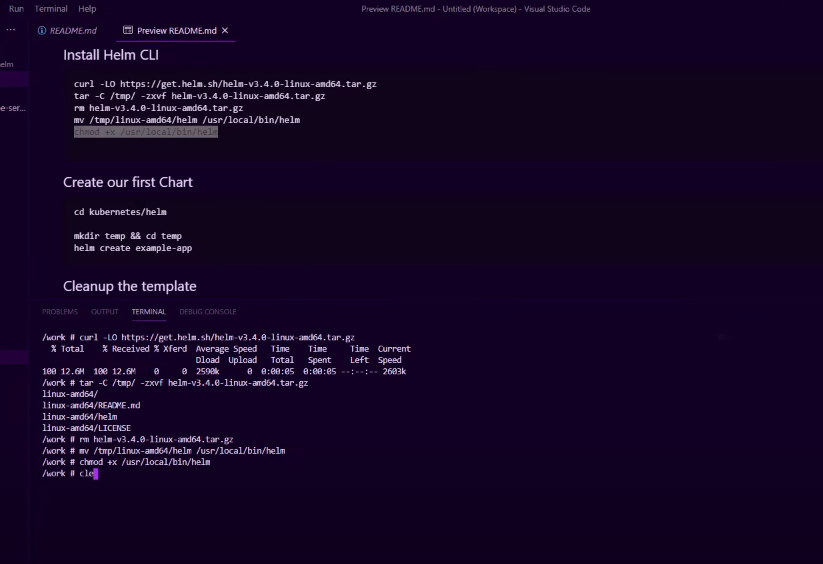 Run Terminal Help
Preview README.md - Untitled (Workspace) - Visual Studio Code
... README.md Preview README.md ×
elm
e-ser...
Install Helm CLI
curl -LO https://get.helm.sh/helm-v3.4.0-linux-amd64.tar.gz
tar -C /tmp/ -zxvf helm-v3.4.0-linux-amd64.tar.gz
rm helm-v3.4.0-linux-amd64.tar.gz
mv /tmp/linux-amd64/helm /usr/local/bin/helm
chmod +x /usr/local/bin/helm
Create our first Chart
cd kubernetes/helm
mkdir temp && cd temp
helm create example-app
Cleanup the template
PROBLEMS OUTPUT TERMINAL DEBUG CONSOLE
/work # curl -LO https://get.helm.sh/helm-v3.4.0-linux-amd64.tar.gz
% Total % Received % Xferd Average Speed Time Time Time Current
Dload Upload Total Spent Left Speed
100 12.6M 100 12.6M 0 0 2590k 0 0:00:05 0:00:05 --:--:-- 2603k
/work # tar -C /tmp/ -zxvf helm-v3.4.0-linux-amd64.tar.gz
linux-amd64/
linux-amd64/README.md
linux-amd64/helm
linux-amd64/LICENSE
/work # rm helm-v3.4.0-linux-amd64.tar.gz
/work # mv /tmp/linux-amd64/helm /usr/local/bin/helm
/work # chmod +x /usr/local/bin/helm
/work # cle